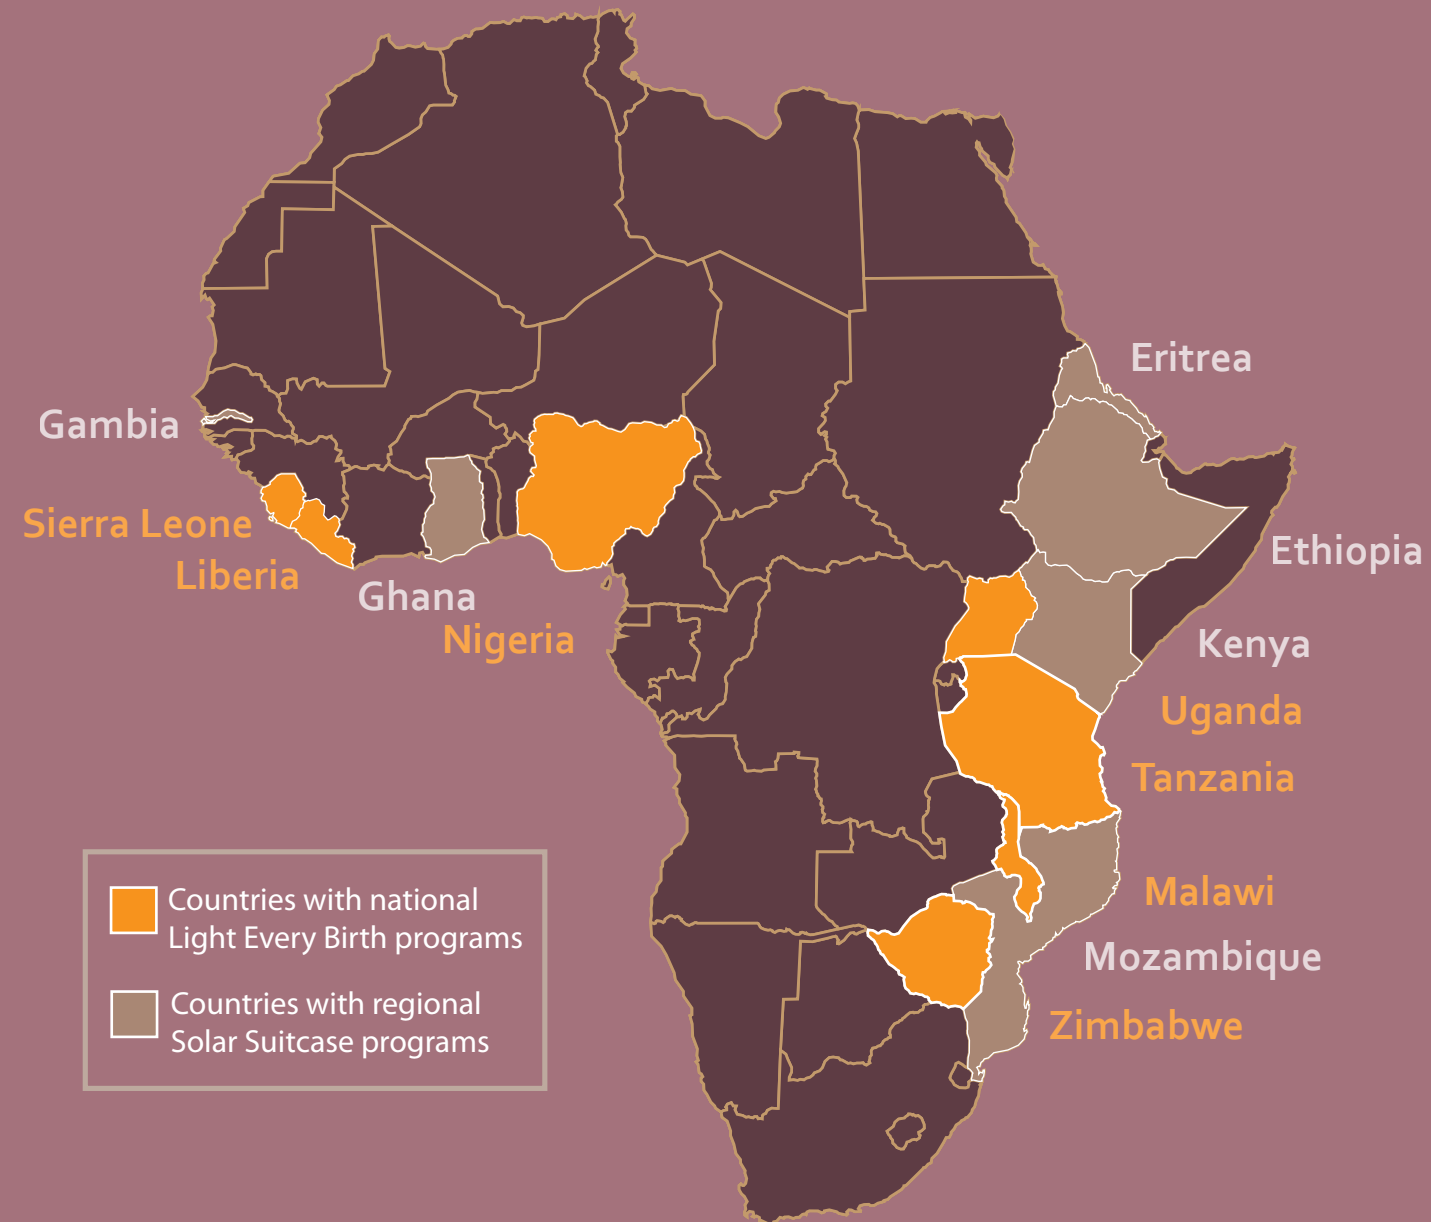 Eritrea
Gambia
Sierra Leone
Ethiopia
Liberia
Ghana
Nigeria
Kenya
Uganda
Tanzania
Malawi
Mozambique
Zimbabwe
Countries with national
Light Every Birth programs
Countries with regional
Solar Suitcase programs